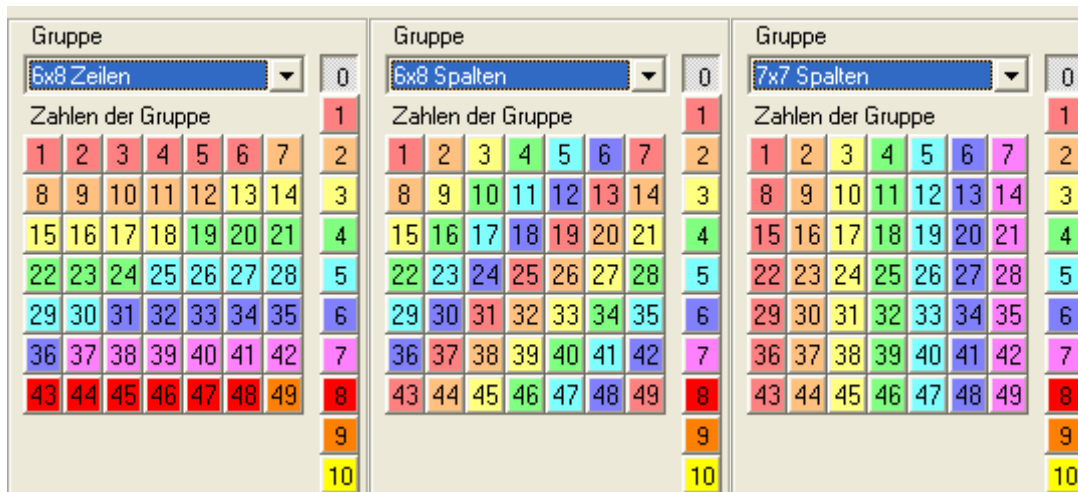 Gruppe
6x8 Zeilen
0
Zahlen der Gruppe
1
1 2 3 4 5 6 7
2
8 9 10 11 12 13 14
3
15 16 17 18 19 20 21
4
22 23 24 25 26 27 28
5
29 30 31 32 33 34 35
6
36 37 38 39 40 41 42
7
43 44 45 46 47 48 49
8
9
10
Gruppe
6x8 Spalten
0
Zahlen der Gruppe
1
1 2 3 4 5 6 7
2
8 9 10 11 12 13 14
3
15 16 17 18 19 20 21
4
22 23 24 25 26 27 28
5
29 30 31 32 33 34 35
6
36 37 38 39 40 41 42
7
43 44 45 46 47 48 49
8
9
10
Gruppe
7x7 Spalten
0
Zahlen der Gruppe
1
1 2 3 4 5 6 7
2
8 9 10 11 12 13 14
3
15 16 17 18 19 20 21
4
22 23 24 25 26 27 28
5
29 30 31 32 33 34 35
6
36 37 38 39 40 41 42
7
43 44 45 46 47 48 49
8
9
10